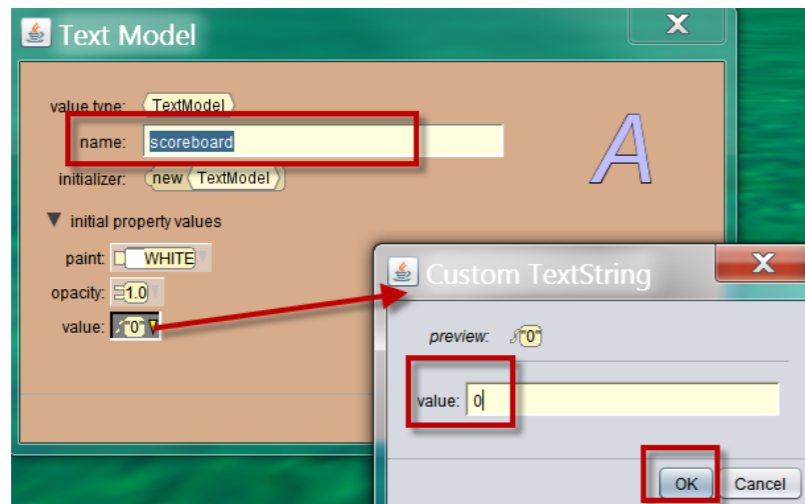 Text Model
X
value type: TextModel
name: scoreboard
initializer: new TextModel
initial property values
paint: WHITE
opacity: 1.0
value: "0"
A
Custom TextString
X
preview: "0"
value: 0
OK Cancel